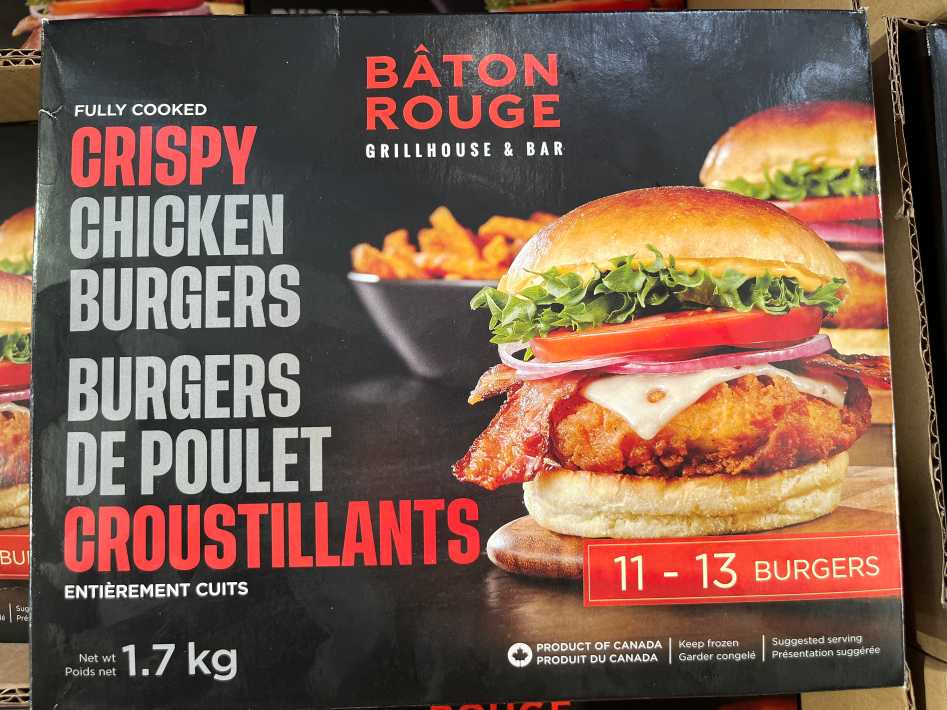 BÂTON
ROUGE
GRILLHOUSE & BAR
FULLY COOKED
CRISPY
CHICKEN
BURGERS
BURGERS
DE POULET
CROUSTILLANTS
ENTIÈREMENT CUITS
11 - 13 BURGERS
Net wt
Poids net
1.7 kg
PRODUCT OF CANADA
PRODUIT DU CANADA
Keep frozen
Garder congelé
Suggested serving
Présentation suggérée